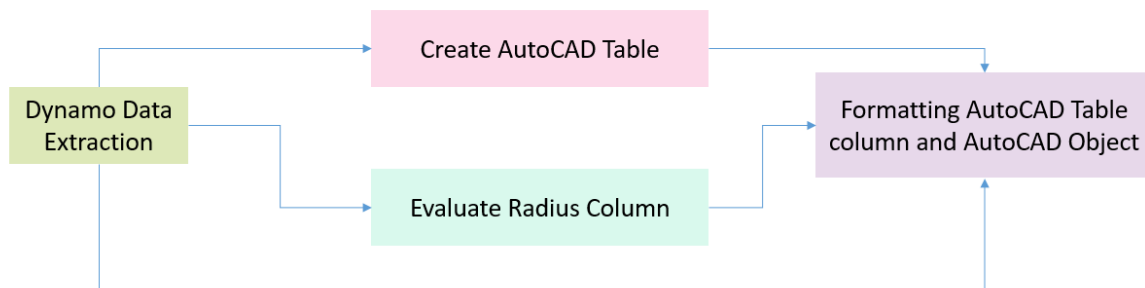 Create AutoCAD Table
Dynamo Data
Extraction
Formatting AutoCAD Table
column and AutoCAD Object
Evaluate Radius Column